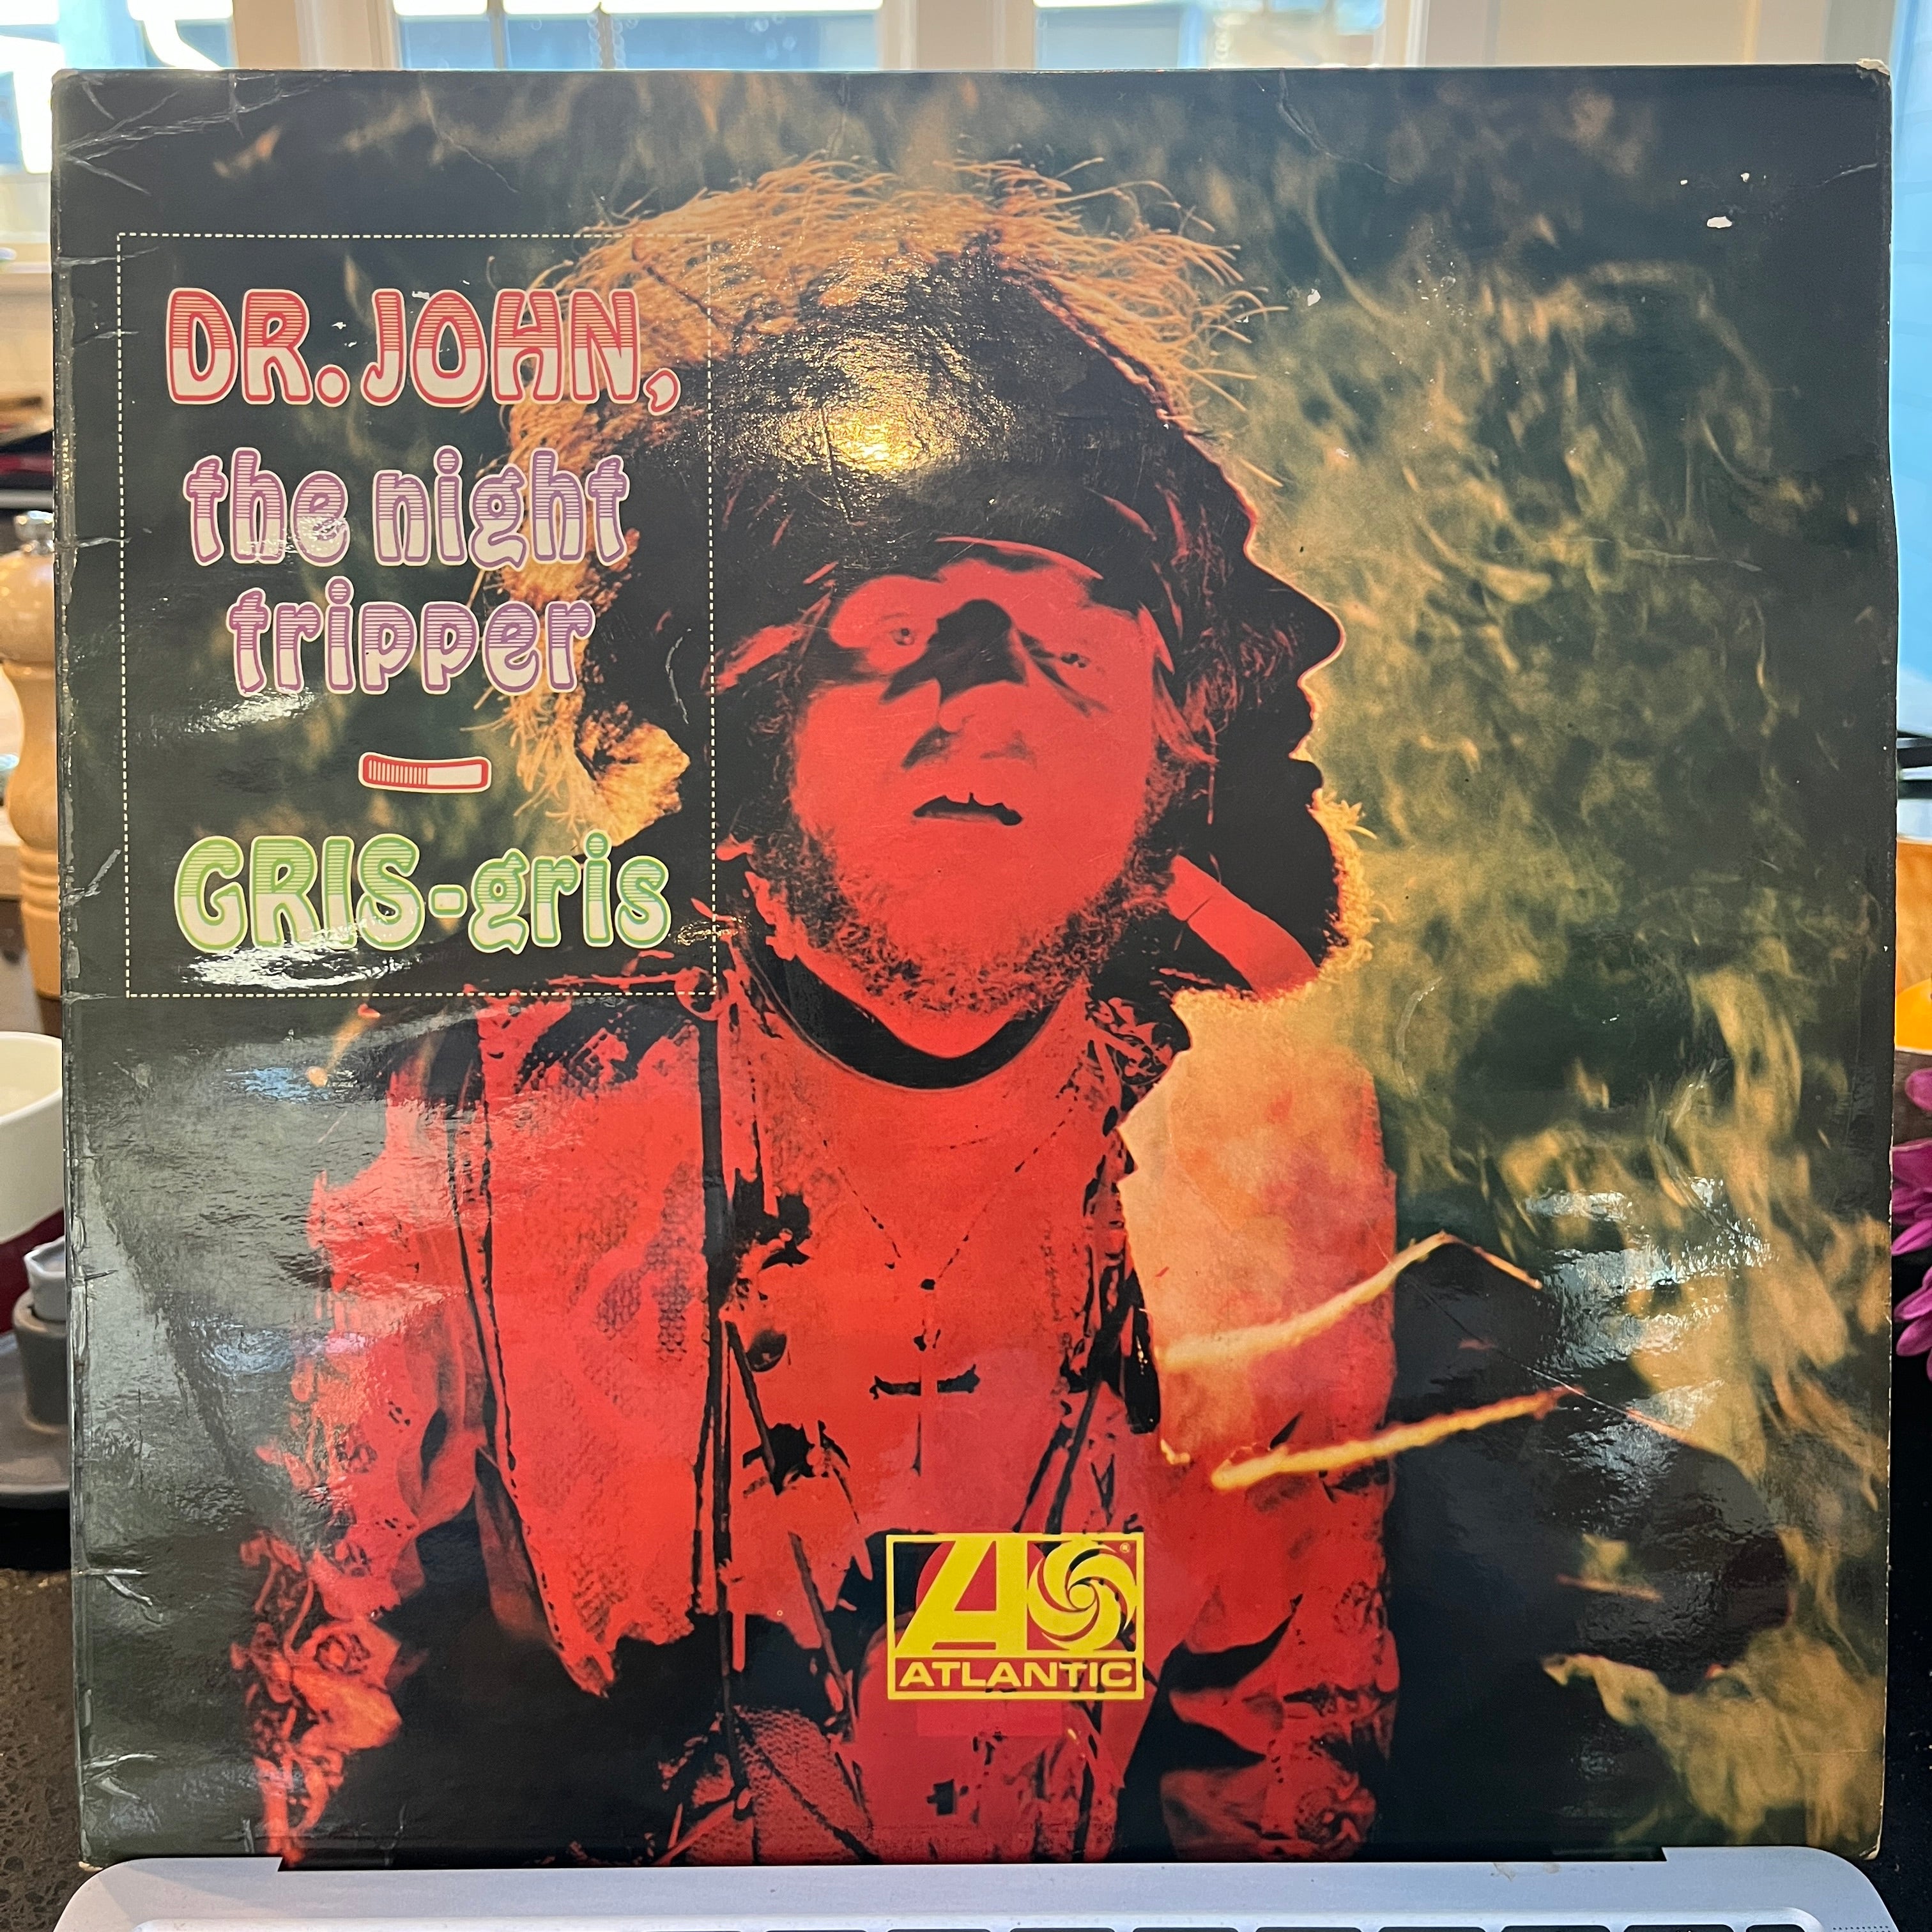 DR. JOHN,
the night
tripper
—
GRIS-gris
A
ATLANTIC
®